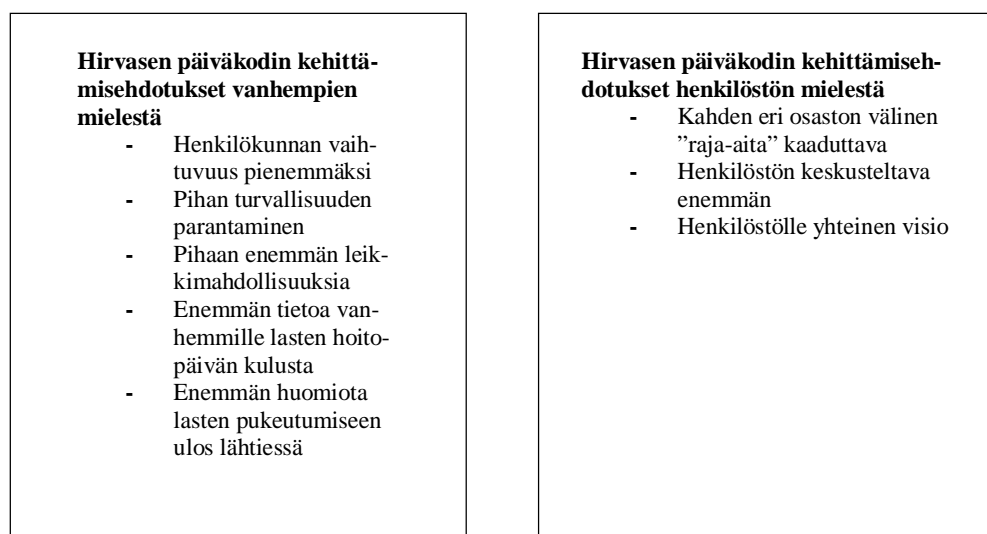 Hirvasen päiväkodin kehittä-
misehdotukset vanhempien
mielestä
- Henkilökunnan vaih-
tuvuus pienemmäksi
- Pihan turvallisuuden
parantaminen
- Pihaan enemmän leik-
kimahdollisuuksia
- Enemmän tietoa van-
hemmille lasten hoito-
päivän kulusta
- Enemmän huomiota
lasten pukeutumiseen
ulos lähtiessä
Hirvasen päiväkodin kehittämiseh-
dotukset henkilöstön mielestä
- Kahden eri osaston välinen
”raja-aita” kaaduttava
- Henkilöstön keskusteltava
enemmän
- Henkilöstölle yhteinen visio